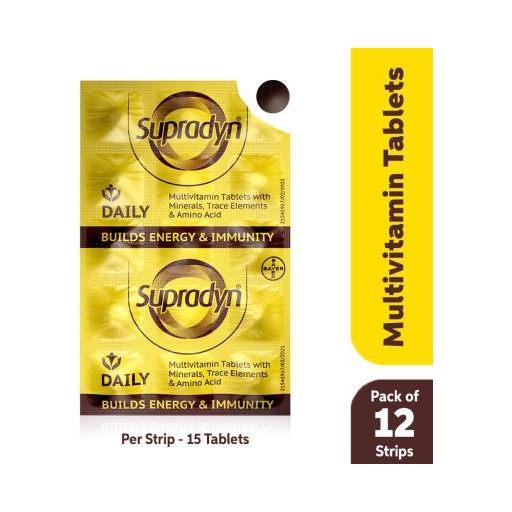 Supradyn
DAILY
Multivitamin Tablets with
Minerals, Trace Elements
& Amino Acid
BUILDS ENERGY & IMMUNITY
BAYER
Supradyn
DAILY
Multivitamin Tablets with
Minerals, Trace Elements
& Amino Acid
BUILDS ENERGY & IMMUNITY
Per Strip - 15 Tablets
Multivitamin Tablets
Pack of
12
Strips